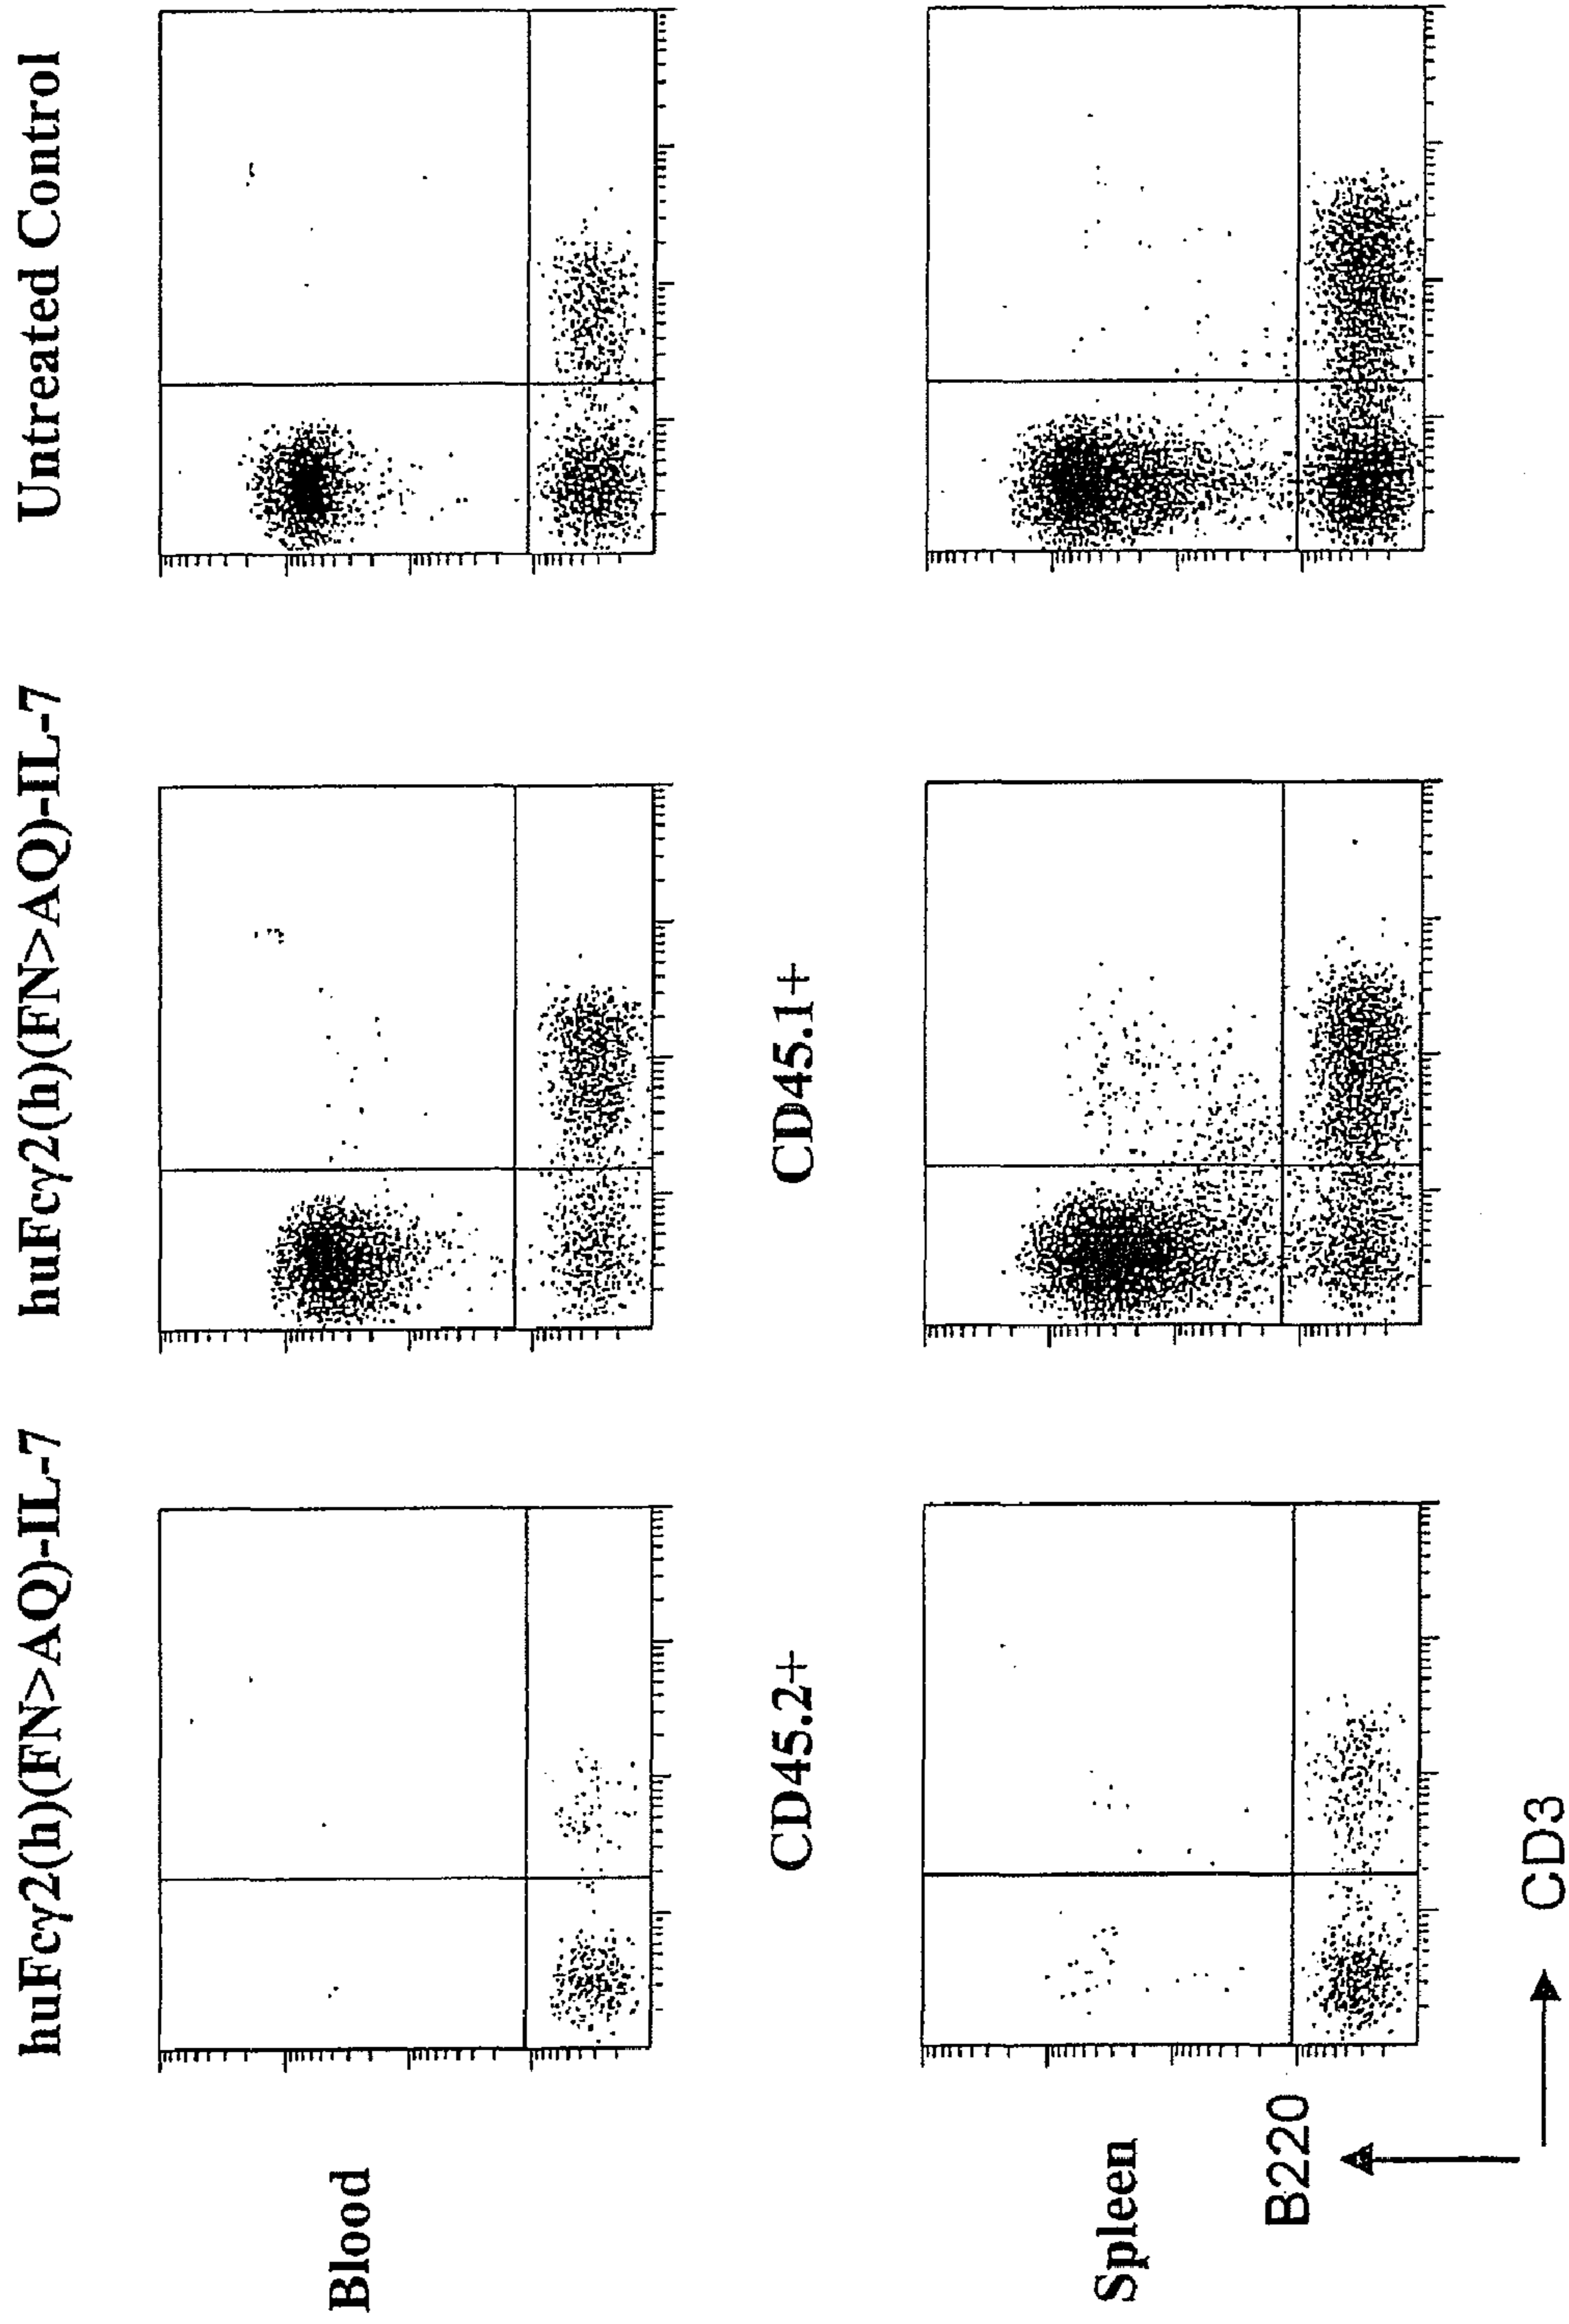 huFcγ2(h)(FN>AQ)-IL-7
huFcγ2(h)(FN>AQ)-IL-7
Untreated Control
Blood
CD45.2+
CD45.1+
Spleen
B220
CD3